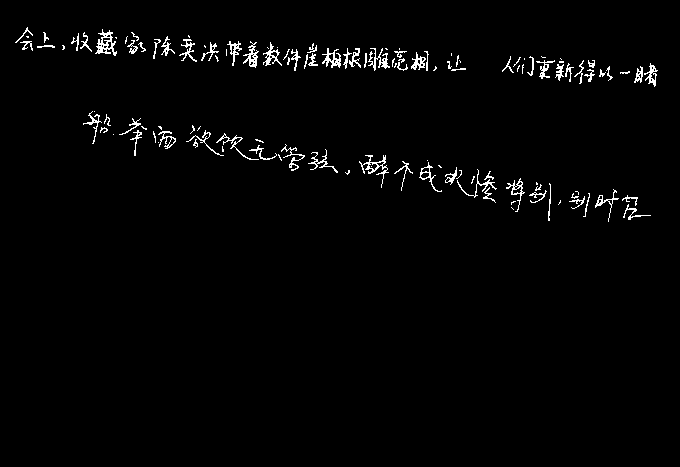 会上，收藏家陈奕洪带着数件崖柏根雕亮相，让 人们重新得以一睹
船举酒欲饮无管弦，醉不成欢惨将别，别时茫